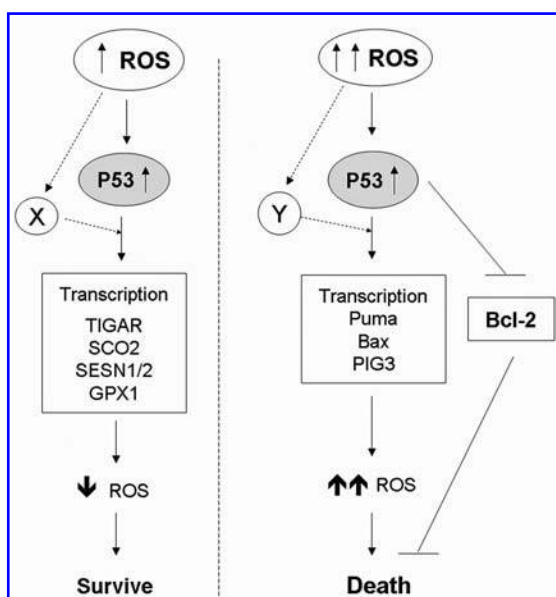 ↑ ROS
P53 ↑
X
Transcription
TIGAR
SCO2
SESN1/2
GPX1
↓ ROS
Survive
↑↑ ROS
P53 ↑
Y
Transcription
Puma
Bax
PIG3
Bcl-2
↑↑ ROS
Death